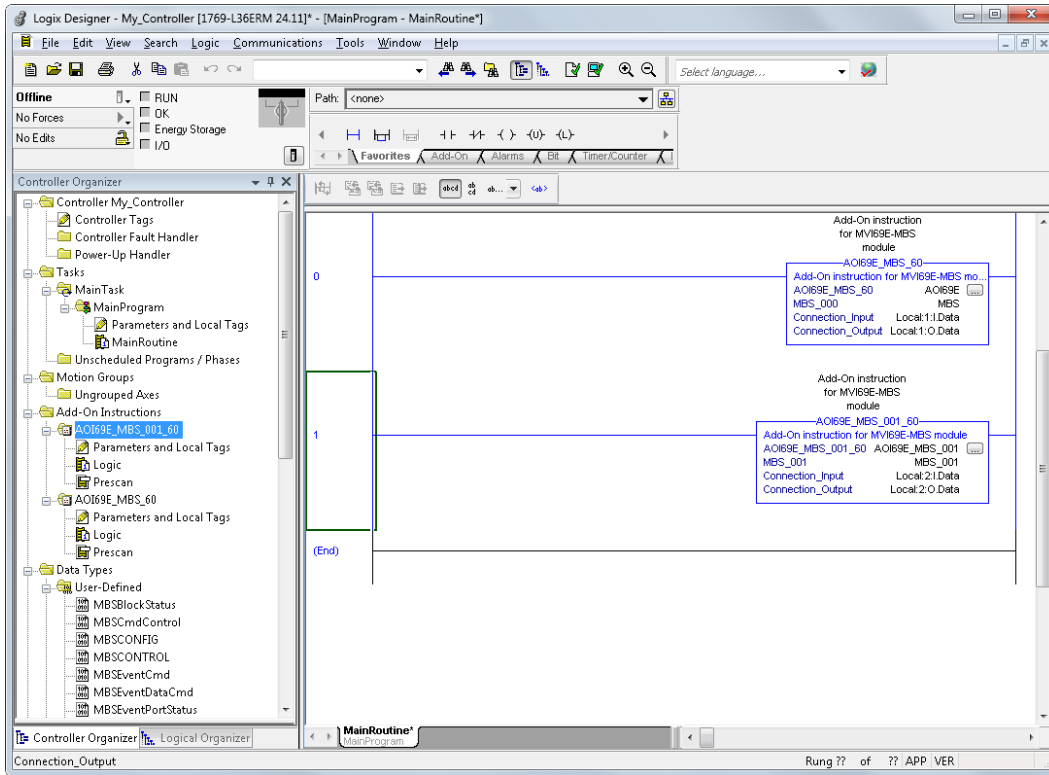 Logix Designer - My_Controller [1769-L36ERM 24.11]* - [MainProgram - MainRoutine*]
File Edit View Search Logic Communications Tools Window Help
Select language...
Offline
RUN
No Forces
OK
Energy Storage
No Edits
I/O
Path: <none>
Favorites Add-On Alarms Bit Timer/Counter
Controller Organizer
abcd ab cd ab... <ab>
Controller My_Controller
Controller Tags
Controller Fault Handler
Power-Up Handler
Tasks
MainTask
MainProgram
Parameters and Local Tags
MainRoutine
Unscheduled Programs / Phases
Motion Groups
Ungrouped Axes
Add-On Instructions
AOI69E_MBS_001_60
Parameters and Local Tags
Logic
Prescan
AOI69E_MBS_60
Parameters and Local Tags
Logic
Prescan
Data Types
User-Defined
MBSBlockStatus
MBSCmdControl
MBSCONFIG
MBSCONTROL
MBSEventCmd
MBSEventDataCmd
MBSEventPortStatus
Controller Organizer Logical Organizer
0
Add-On instruction
for MVI69E-MBS
module
AOI69E_MBS_60
Add-On instruction for MVI69E-MBS mo...
AOI69E_MBS_60 AOI69E ...
MBS_000 MBS
Connection_Input Local:1:I.Data
Connection_Output Local:1:O.Data
1
Add-On instruction
for MVI69E-MBS
module
AOI69E_MBS_001_60
Add-On instruction for MVI69E-MBS module
AOI69E_MBS_001_60 AOI69E_MBS_001 ...
MBS_001 MBS_001
Connection_Input Local:2:I.Data
Connection_Output Local:2:O.Data
(End)
MainRoutine*
MainProgram
Connection_Output
Rung ?? of ?? APP VER